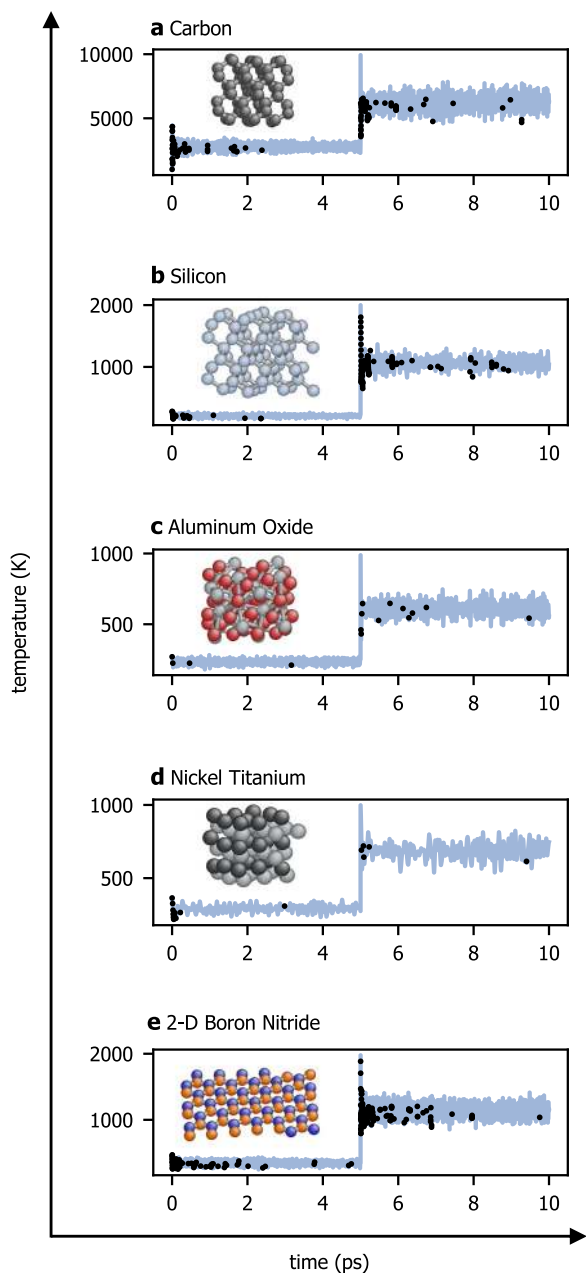 a Carbon
10000
5000
0 2 4 6 8 10
b Silicon
2000
1000
0 2 4 6 8 10
c Aluminum Oxide
1000
500
0 2 4 6 8 10
d Nickel Titanium
1000
500
0 2 4 6 8 10
e 2-D Boron Nitride
2000
1000
0 2 4 6 8 10
temperature (K)
time (ps)